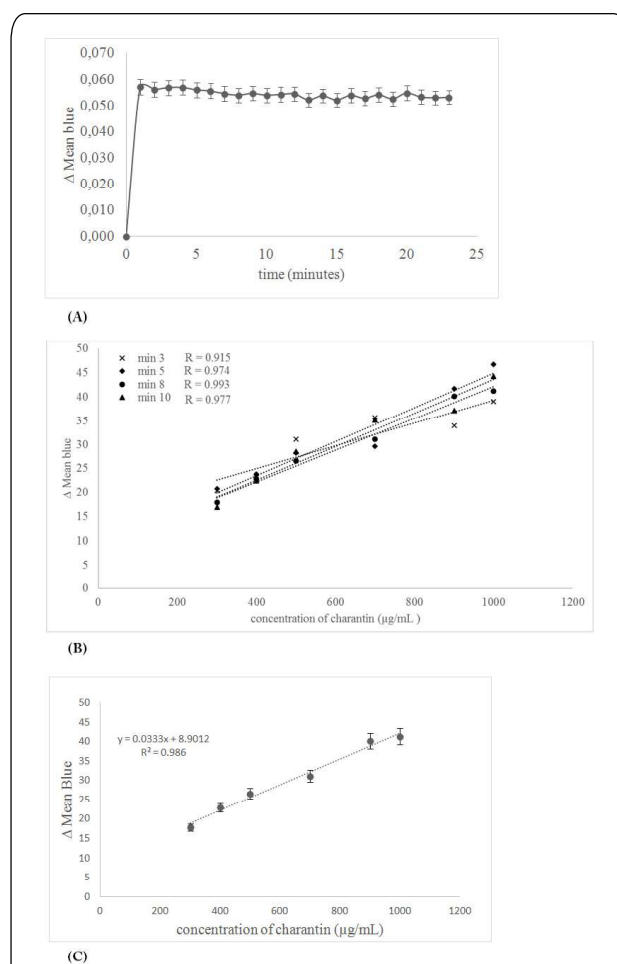 0,070
0,060
0,050
0,040
0,030
0,020
0,010
0,000
Δ Mean blue
0 5 10 15 20 25
time (minutes)
(A)
50
45
40
35
30
25
20
15
10
5
0
Δ Mean blue
min 3 R = 0.915
min 5 R = 0.974
min 8 R = 0.993
min 10 R = 0.977
0 200 400 600 800 1000 1200
concentration of charantin (µg/mL )
(B)
50
45
40
35
30
25
20
15
10
5
0
Δ Mean Blue
y = 0.0333x + 8.9012
R² = 0.986
0 200 400 600 800 1000 1200
concentration of charantin (µg/mL)
(C)